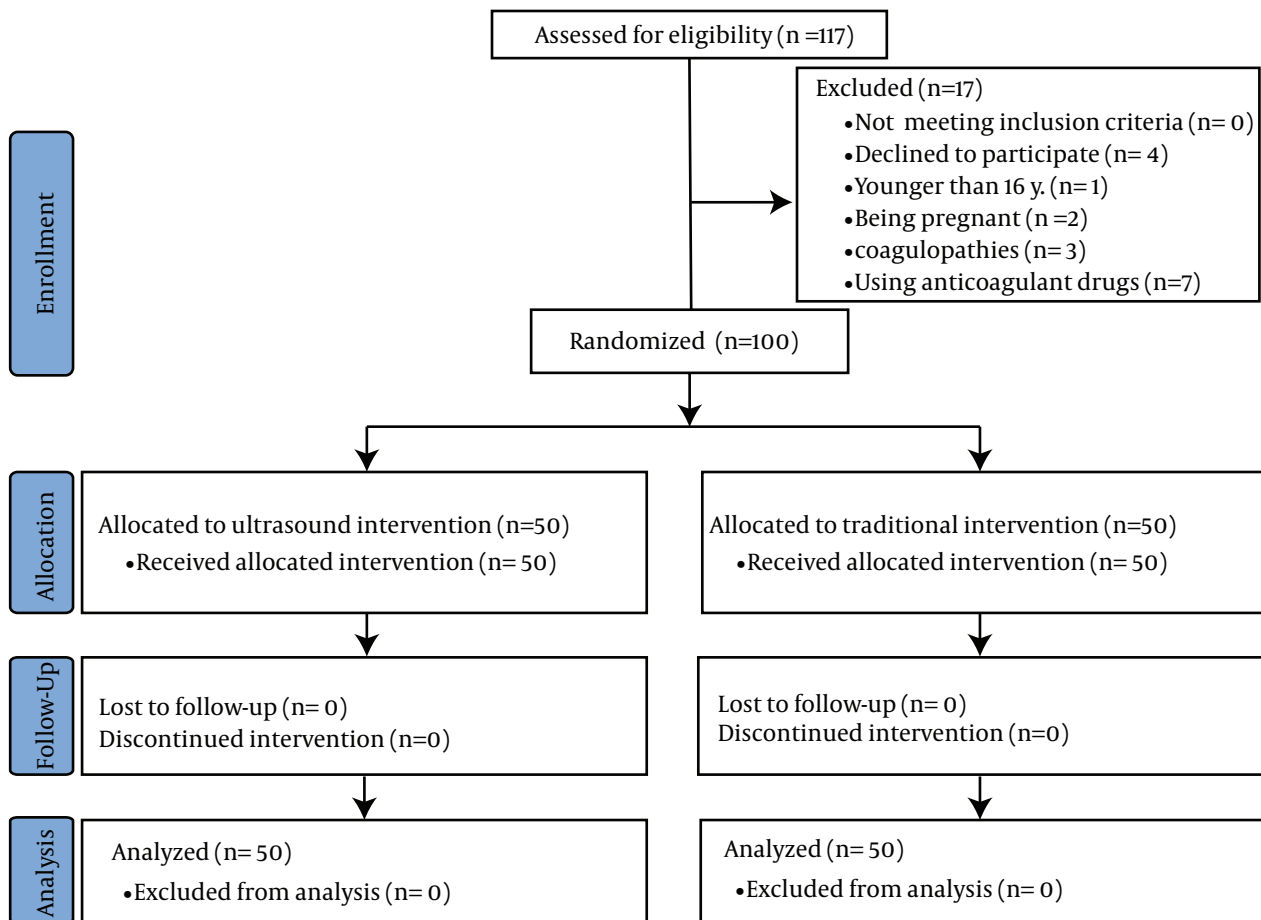 Assessed for eligibility (n =117)
Enrollment
Excluded (n=17)
•Not meeting inclusion criteria (n= 0)
•Declined to participate (n= 4)
•Younger than 16 y. (n= 1)
•Being pregnant (n =2)
•coagulopathies (n= 3)
•Using anticoagulant drugs (n=7)
Randomized (n=100)
Allocation
Allocated to ultrasound intervention (n=50)
•Received allocated intervention (n= 50)
Allocated to traditional intervention (n=50)
•Received allocated intervention (n= 50)
Follow-Up
Lost to follow-up (n= 0)
Discontinued intervention (n=0)
Lost to follow-up (n= 0)
Discontinued intervention (n=0)
Analysis
Analyzed (n= 50)
•Excluded from analysis (n= 0)
Analyzed (n= 50)
•Excluded from analysis (n= 0)